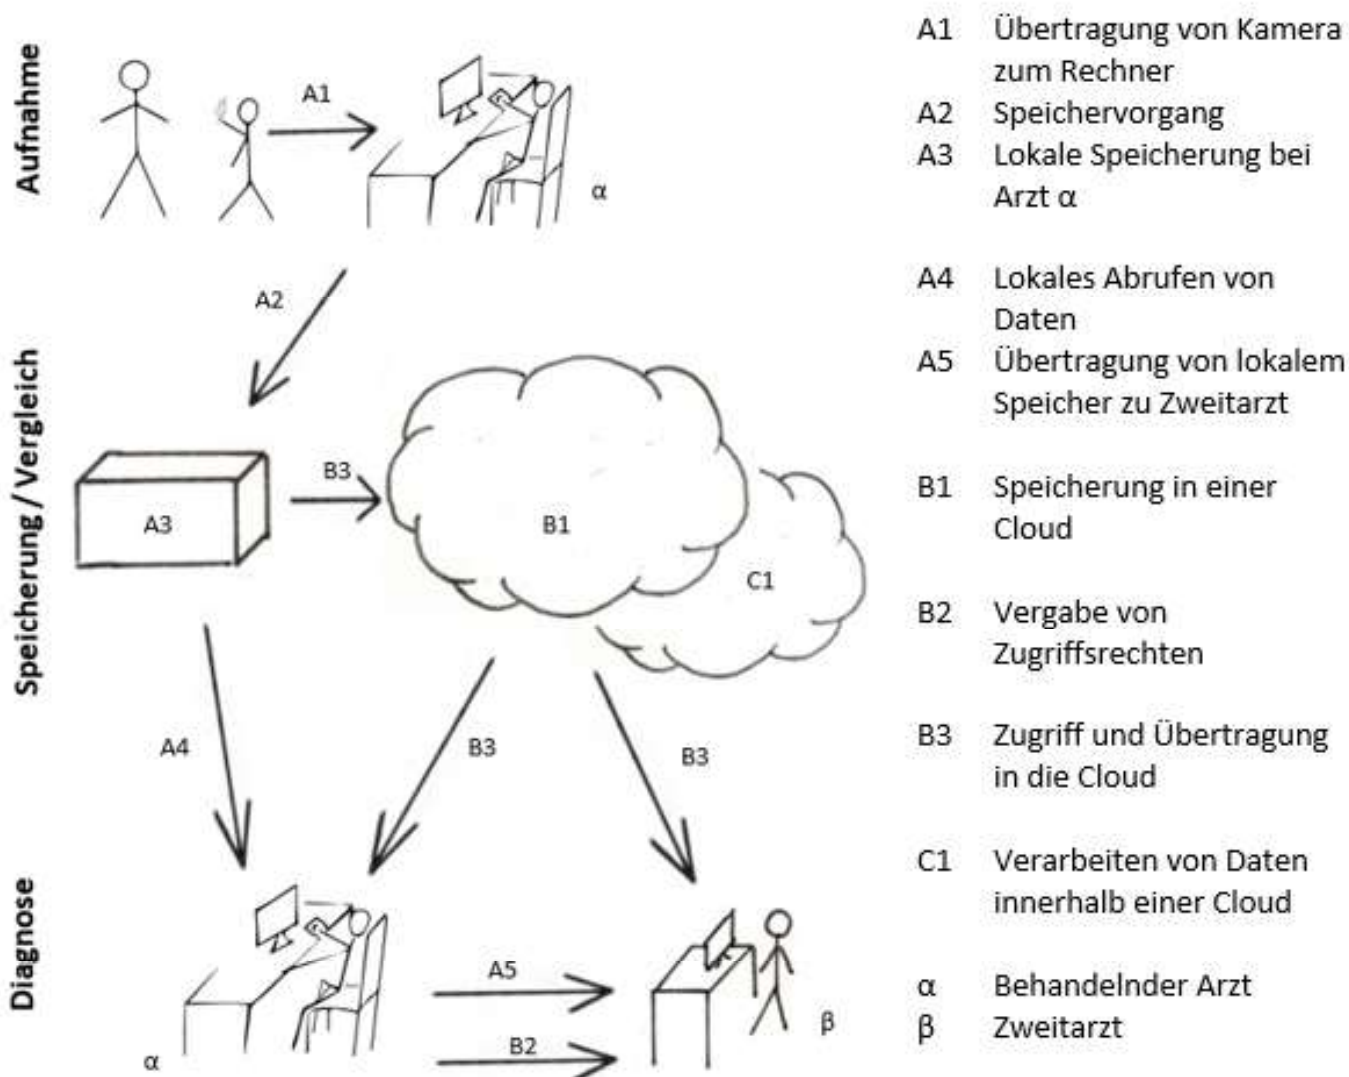 Aufnahme
A1
α
A2
Speicherung / Vergleich
A3
B3
B1
C1
A4
B3
B3
Diagnose
A5
B2
α
β
A1 Übertragung von Kamera
zum Rechner
A2 Speichervorgang
A3 Lokale Speicherung bei
Arzt α
A4 Lokales Abrufen von
Daten
A5 Übertragung von lokalem
Speicher zu Zweitarzt
B1 Speicherung in einer
Cloud
B2 Vergabe von
Zugriffsrechten
B3 Zugriff und Übertragung
in die Cloud
C1 Verarbeiten von Daten
innerhalb einer Cloud
α Behandelnder Arzt
β Zweitarzt